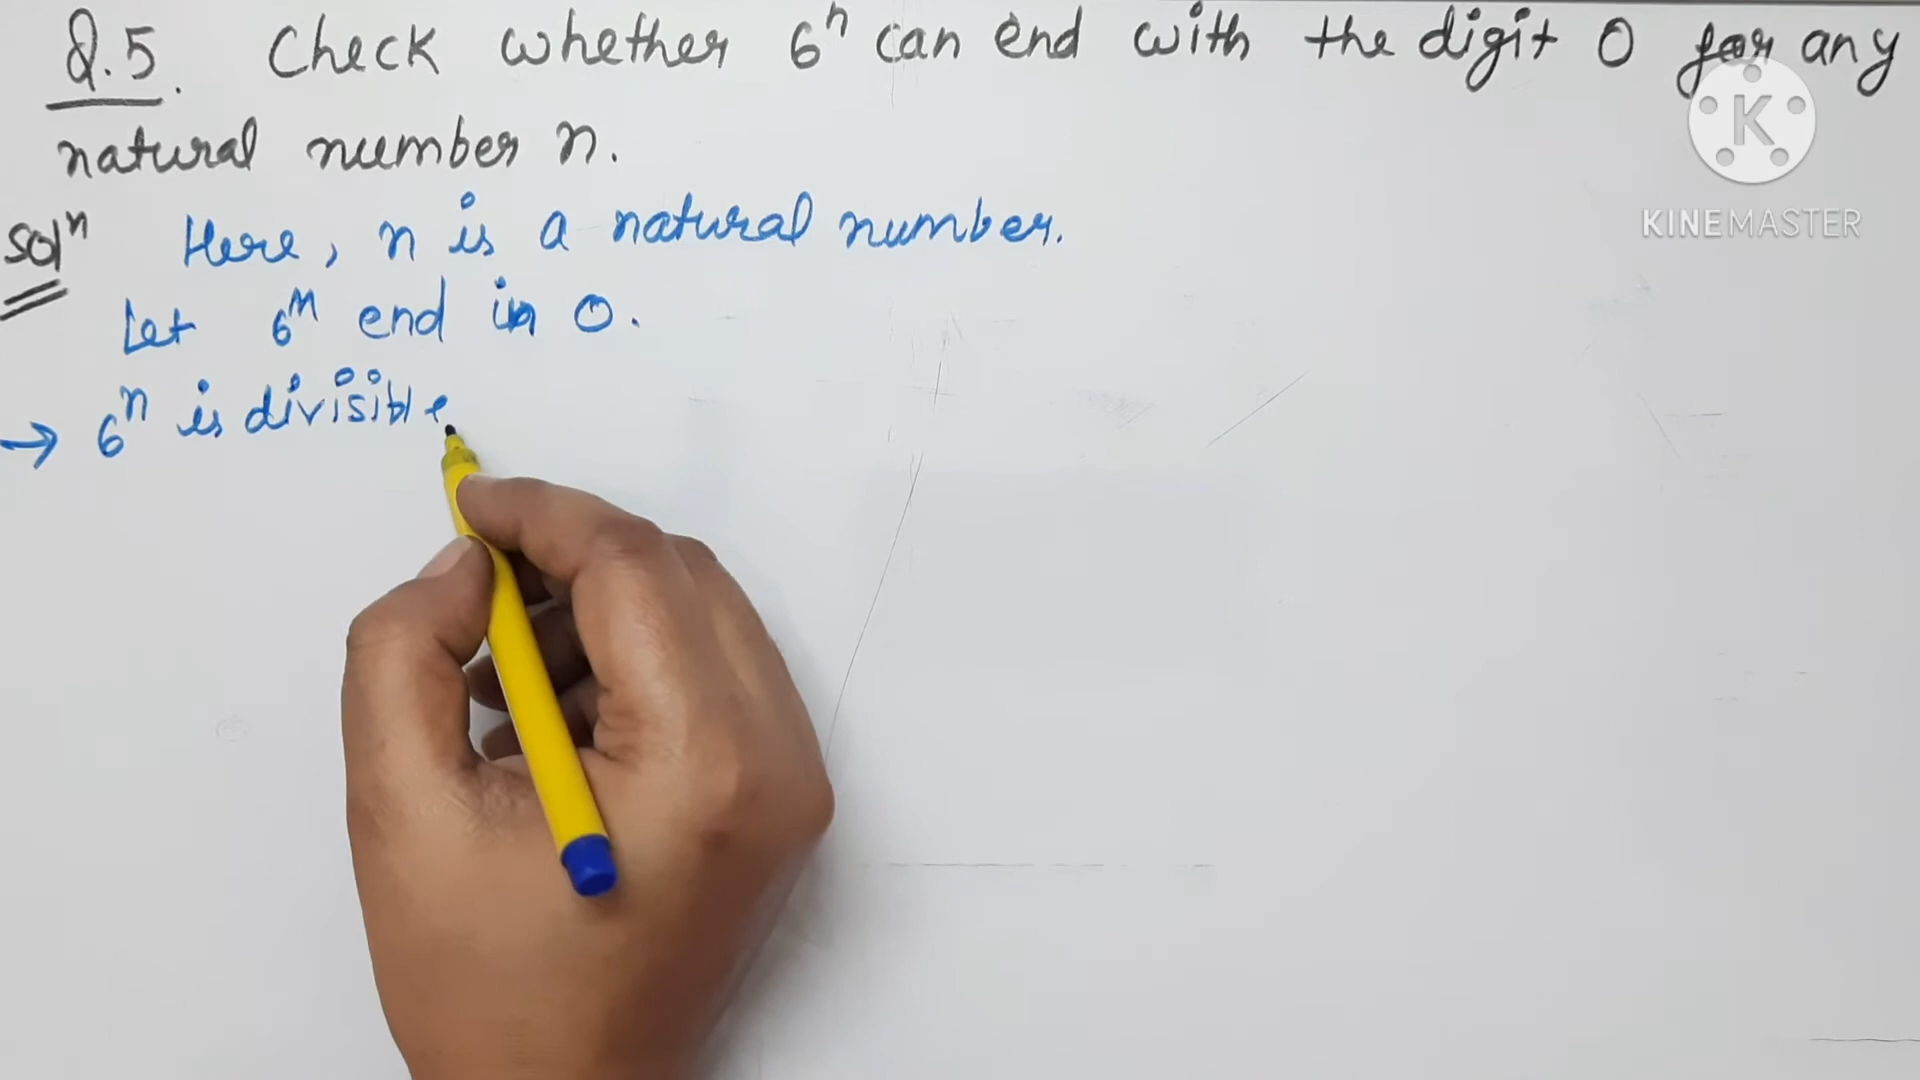 Q.5. Check whether 6ⁿ can end with the digit 0 for any
natural number n.
Solⁿ Here, n is a natural number.
Let 6ⁿ end in 0.
→ 6ⁿ is divisible
K
KINEMASTER